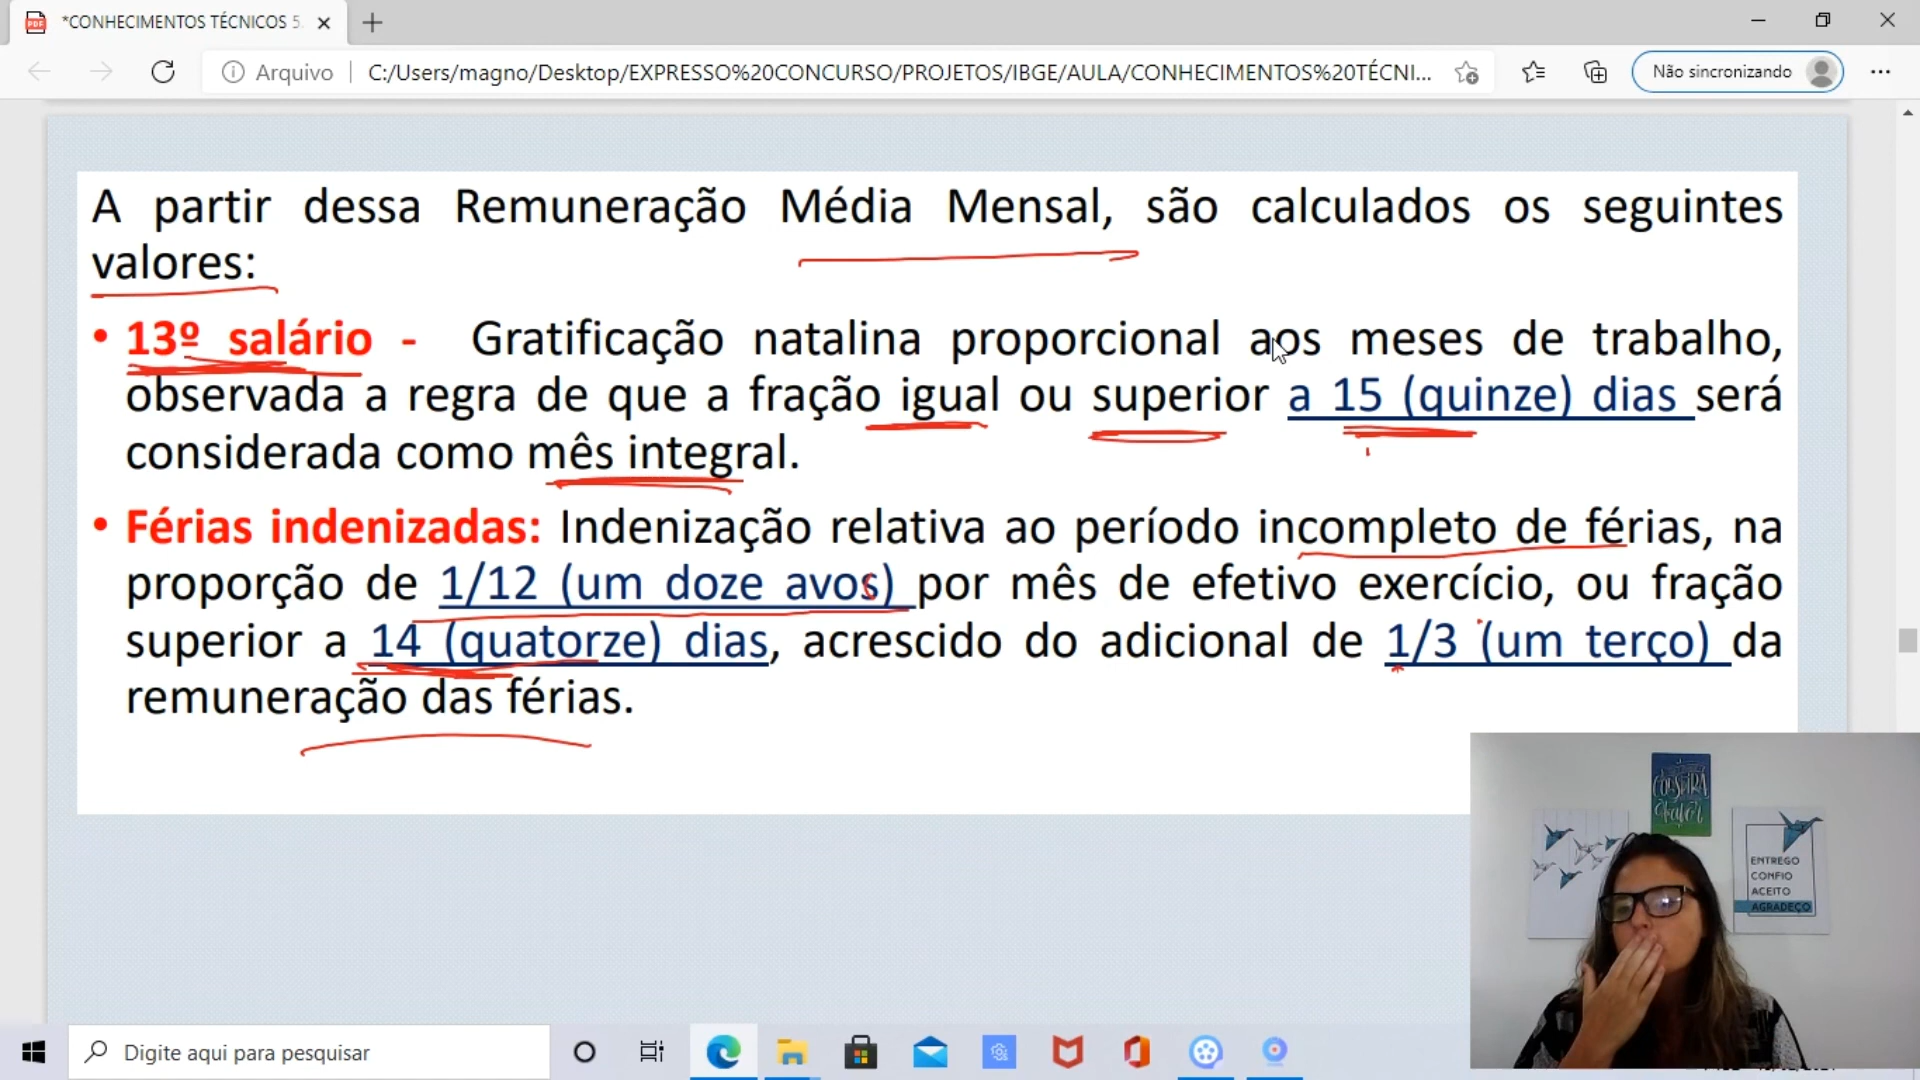 *CONHECIMENTOS TÉCNICOS 5
Arquivo
C:/Users/magno/Desktop/EXPRESSO%20CONCURSO/PROJETOS/IBGE/AULA/CONHECIMENTOS%20TÉCNI...
Não sincronizando
A partir dessa Remuneração Média Mensal, são calculados os seguintes
valores:
• 13º salário - Gratificação natalina proporcional aos meses de trabalho,
observada a regra de que a fração igual ou superior a 15 (quinze) dias será
considerada como mês integral.
• Férias indenizadas: Indenização relativa ao período incompleto de férias, na
proporção de 1/12 (um doze avos) por mês de efetivo exercício, ou fração
superior a 14 (quatorze) dias, acrescido do adicional de 1/3 (um terço) da
remuneração das férias.
ENTREGO
CONFIO
ACEITO
AGRADEÇO
Digite aqui para pesquisar